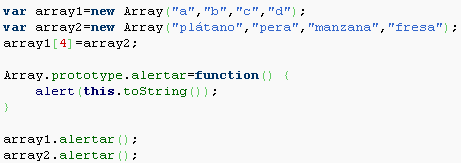 var array1=new Array("a","b","c","d");
var array2=new Array("plátano","pera","manzana","fresa");
array1[4]=array2;
Array.prototype.alertar=function() {
alert(this.toString());
}
array1.alertar();
array2.alertar();